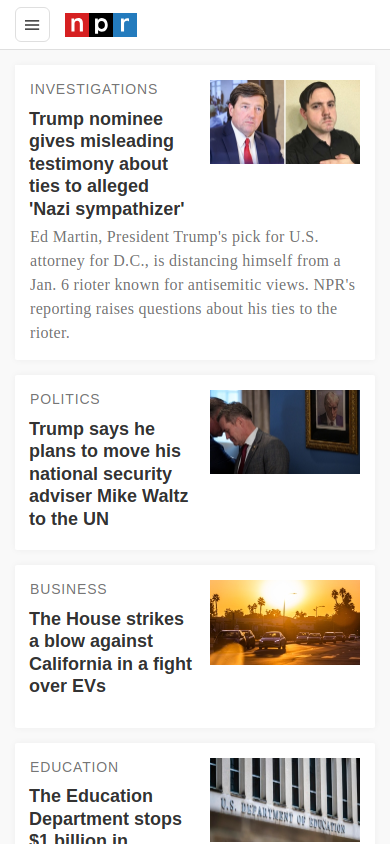 npr
INVESTIGATIONS
Trump nominee
gives misleading
testimony about
ties to alleged
'Nazi sympathizer'
Ed Martin, President Trump's pick for U.S.
attorney for D.C., is distancing himself from a
Jan. 6 rioter known for antisemitic views. NPR's
reporting raises questions about his ties to the
rioter.
POLITICS
Trump says he
plans to move his
national security
adviser Mike Waltz
to the UN
BUSINESS
The House strikes
a blow against
California in a fight
over EVs
EDUCATION
The Education
Department stops
$1 billion in
U.S. DEPARTMENT OF EDUCATION